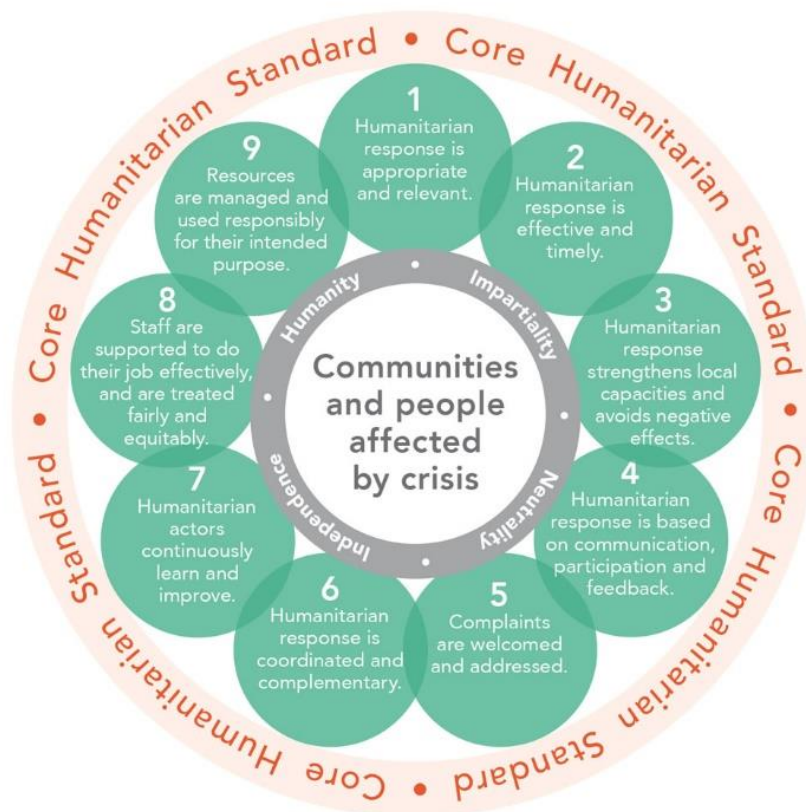 Core Humanitarian Standard • Core Humanitarian Standard • Core Humanitarian Standard • Core Humanitarian Standard • Core Humanitarian Standard •
1
Humanitarian
response is
appropriate
and relevant.
2
Humanitarian
response is
effective and
timely.
3
Humanitarian
response
strengthens local
capacities and
avoids negative
effects.
4
Humanitarian
response is based
on communication,
participation and
feedback.
5
Complaints
are welcomed
and addressed.
6
Humanitarian
response is
coordinated and
complementary.
7
Humanitarian
actors
continuously
learn and
improve.
8
Staff are
supported to do
their job effectively,
and are treated
fairly and
equitably.
9
Resources
are managed and
used responsibly
for their intended
purpose.
Humanity • Impartiality • Neutrality • Independence •
Communities
and people
affected
by crisis